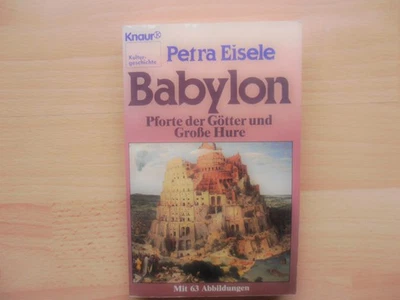 Knaur®
Kultur-
geschichte
Petra Eisele
Babylon
Pforte der Götter und
Große Hure
Mit 63 Abbildungen